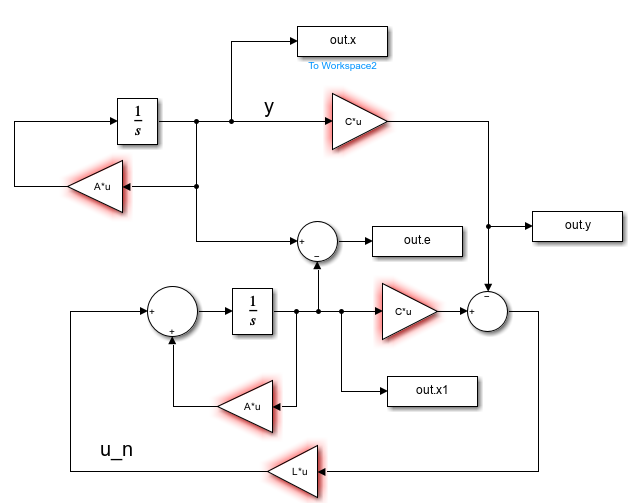 out.x
To Workspace2
y
1
s
C*u
A*u
out.y
+
−
out.e
−
+
+
+
1
s
C*u
+
−
out.x1
A*u
u_n
L*u